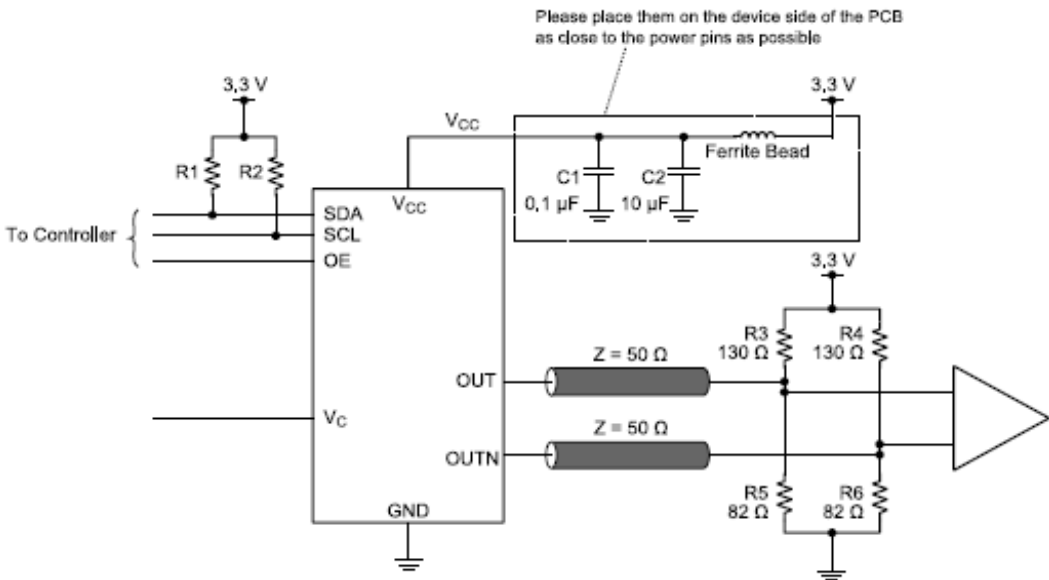 Please place them on the device side of the PCB
as close to the power pins as possible
3,3 V
3,3 V
VCC
R1
R2
Ferrite Bead
C1
C2
0,1 µF
10 µF
VCC
SDA
SCL
OE
To Controller
3,3 V
R3
R4
130 Ω
130 Ω
Z = 50 Ω
OUT
VC
Z = 50 Ω
OUTN
R5
R6
82 Ω
82 Ω
GND